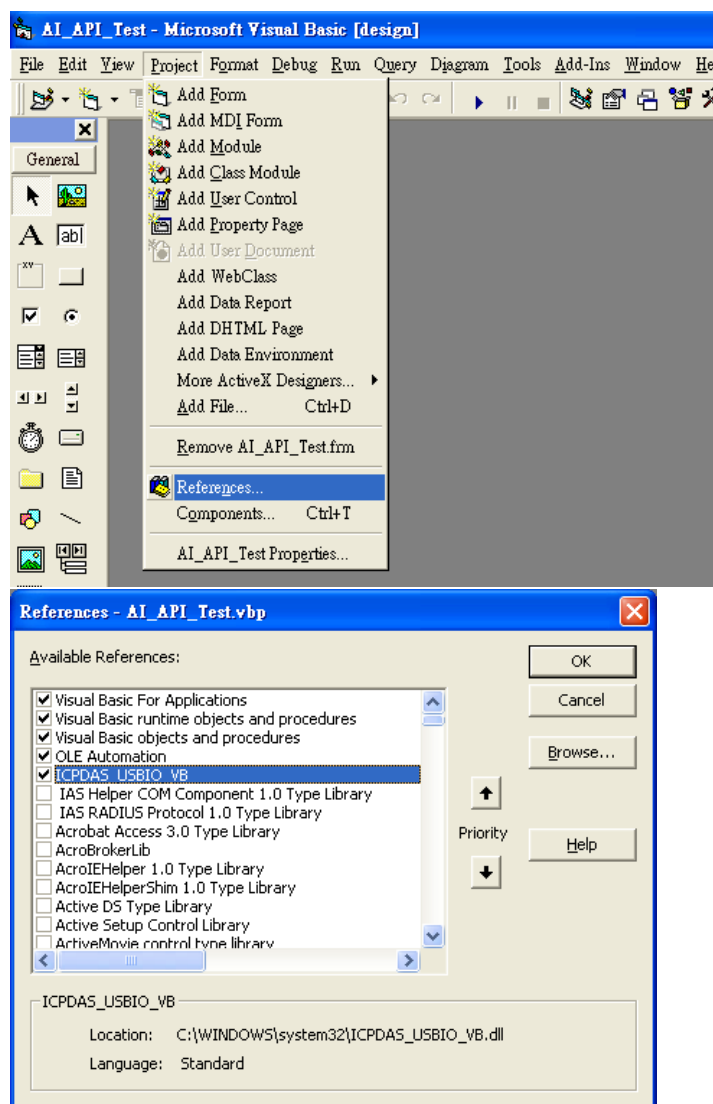 AI_API_Test - Microsoft Visual Basic [design]
File Edit View Project Format Debug Run Query Diagram Tools Add-Ins Window He
General
A
ab|
xv
Add Form
Add MDI Form
Add Module
Add Class Module
Add User Control
Add Property Page
Add User Document
Add WebClass
Add Data Report
Add DHTML Page
Add Data Environment
More ActiveX Designers...
Add File... Ctrl+D
Remove AI_API_Test.frm
References...
Components... Ctrl+T
AI_API_Test Properties...
References - AI_API_Test.vbp
Available References:
OK
Cancel
Browse...
Visual Basic For Applications
Visual Basic runtime objects and procedures
Visual Basic objects and procedures
OLE Automation
ICPDAS_USBIO_VB
IAS Helper COM Component 1.0 Type Library
IAS RADIUS Protocol 1.0 Type Library
Acrobat Access 3.0 Type Library
AcroBrokerLib
AcroIEHelper 1.0 Type Library
AcroIEHelperShim 1.0 Type Library
Active DS Type Library
Active Setup Control Library
ActiveMovie control type library
Priority
Help
ICPDAS_USBIO_VB
Location: C:\WINDOWS\system32\ICPDAS_USBIO_VB.dll
Language: Standard